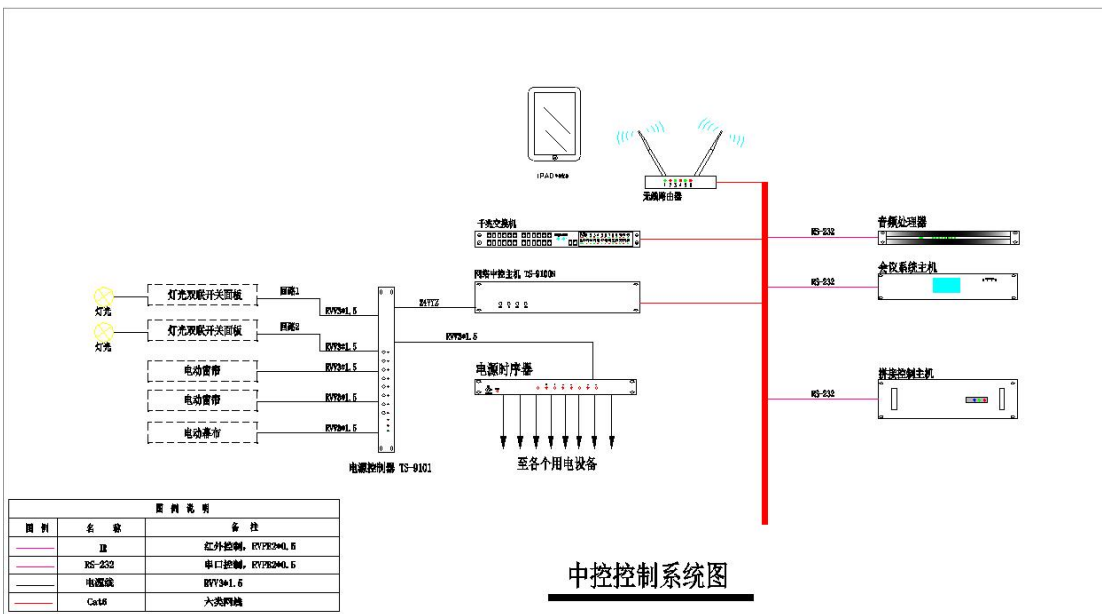 iPAD
1 2 3 4 5 6
无线路由器
千兆交换机
音频处理器
RS-232
网络中控主机 TS-9100N
会议系统主机
RS-232
灯光双联开关面板
回路1
RVV3*1.5
灯光
灯光双联开关面板
回路2
RVV3*1.5
灯光
RVV3*1.5
电动窗帘
RVV3*1.5
电源时序器
拼接控制主机
电动窗帘
RVV3*1.5
RS-232
电动幕布
RVV3*1.5
至各个用电设备
电源控制器 TS-9101
图 例 说 明
图 例 名 称 备 注
IR 红外控制, RVPE2*0.5
RS-232 串口控制, RVPE2*0.5
电源线 RVV3*1.5
Cat6 六类网线
中控控制系统图